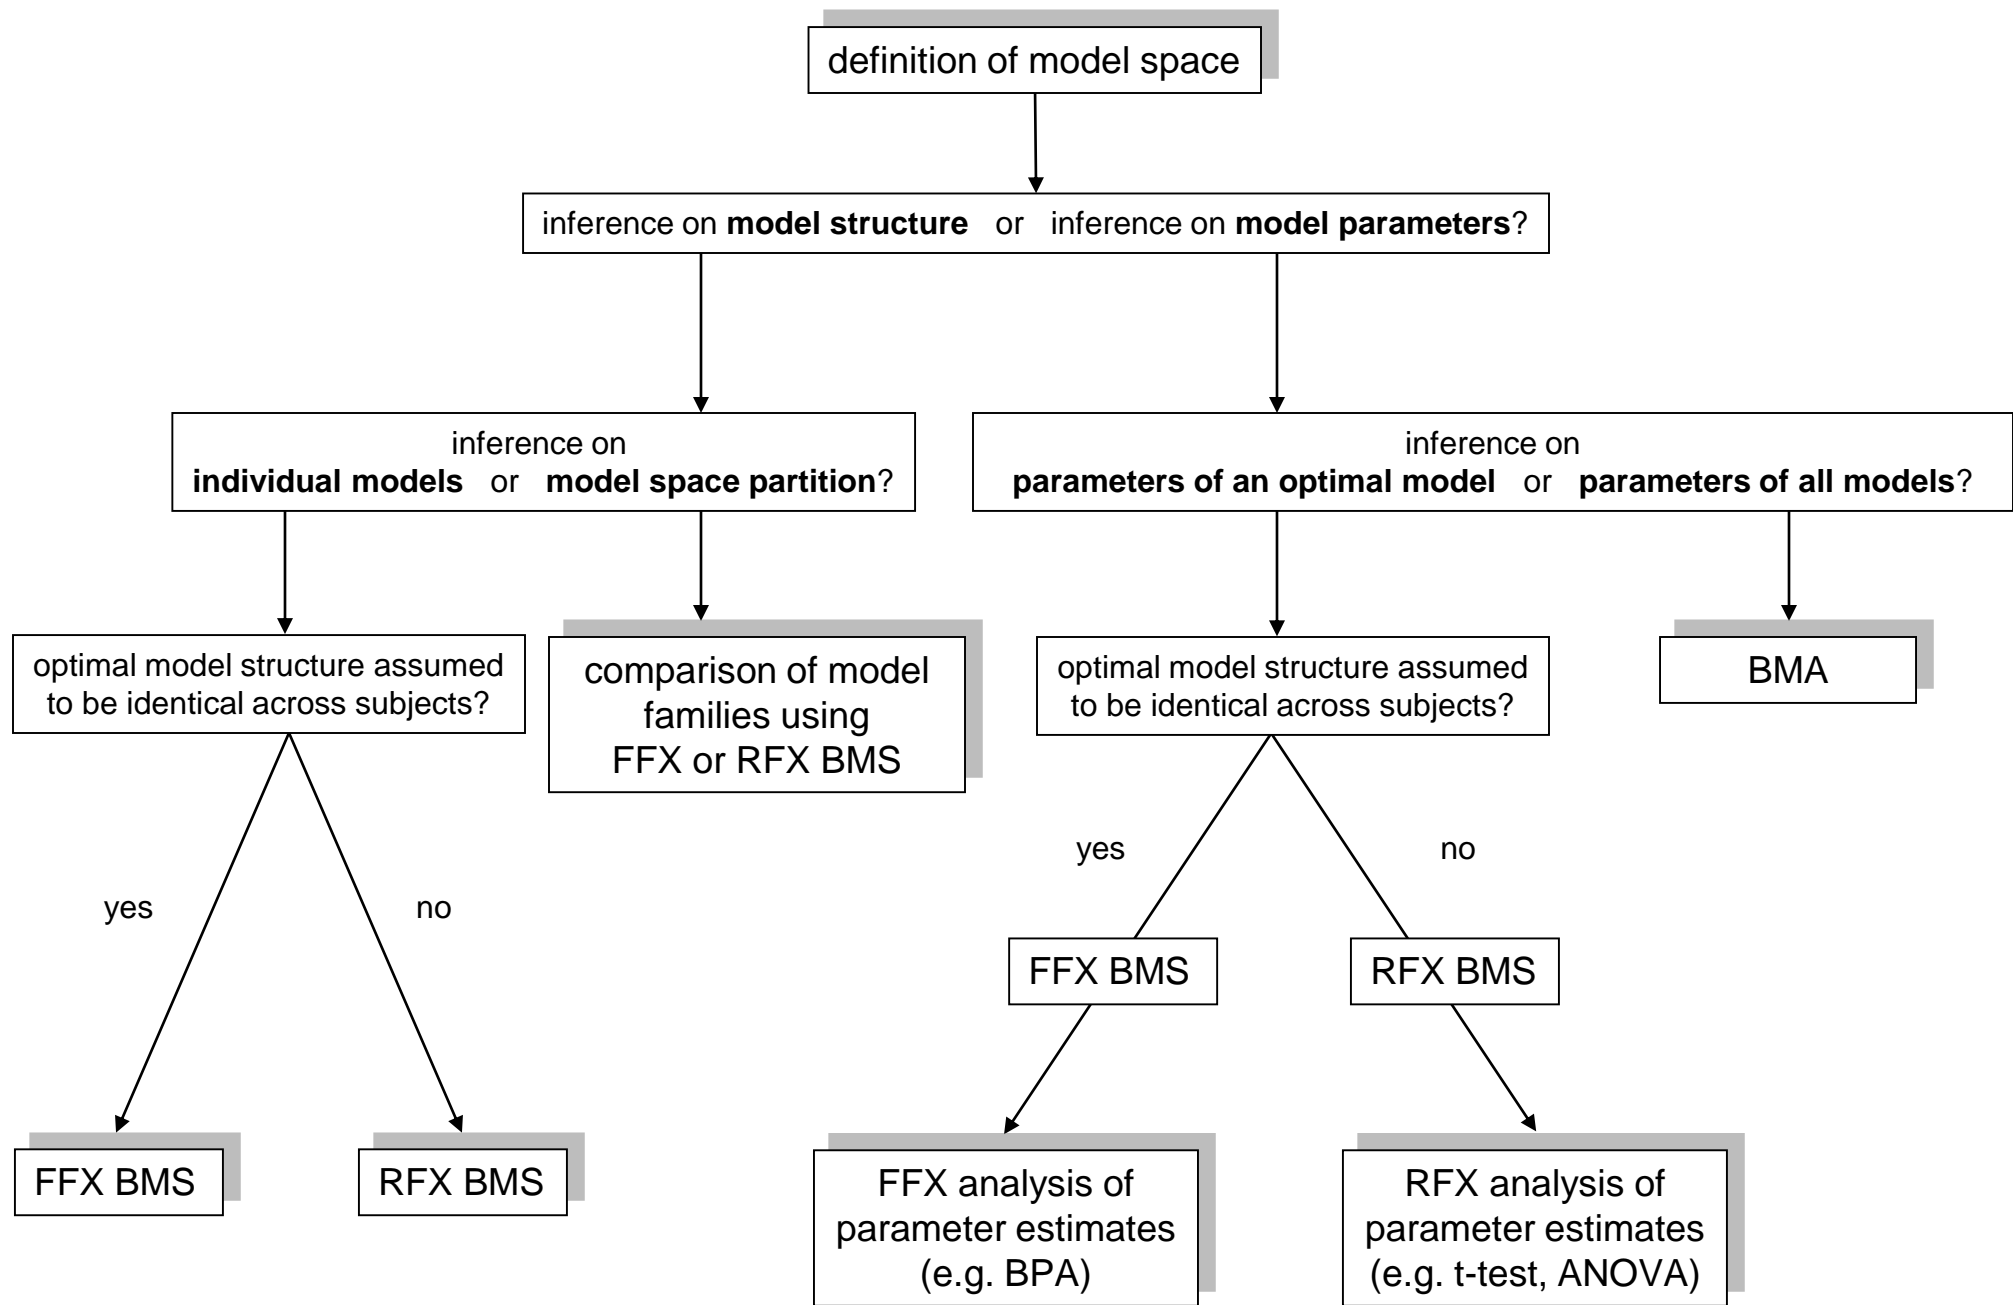 definition of model space
inference on model structure or inference on model parameters?
inference on
individual models or model space partition?
inference on
parameters of an optimal model or parameters of all models?
optimal model structure assumed
to be identical across subjects?
comparison of model
families using
FFX or RFX BMS
optimal model structure assumed
to be identical across subjects?
BMA
yes
no
yes
no
FFX BMS
RFX BMS
FFX BMS
RFX BMS
FFX analysis of
parameter estimates
(e.g. BPA)
RFX analysis of
parameter estimates
(e.g. t-test, ANOVA)